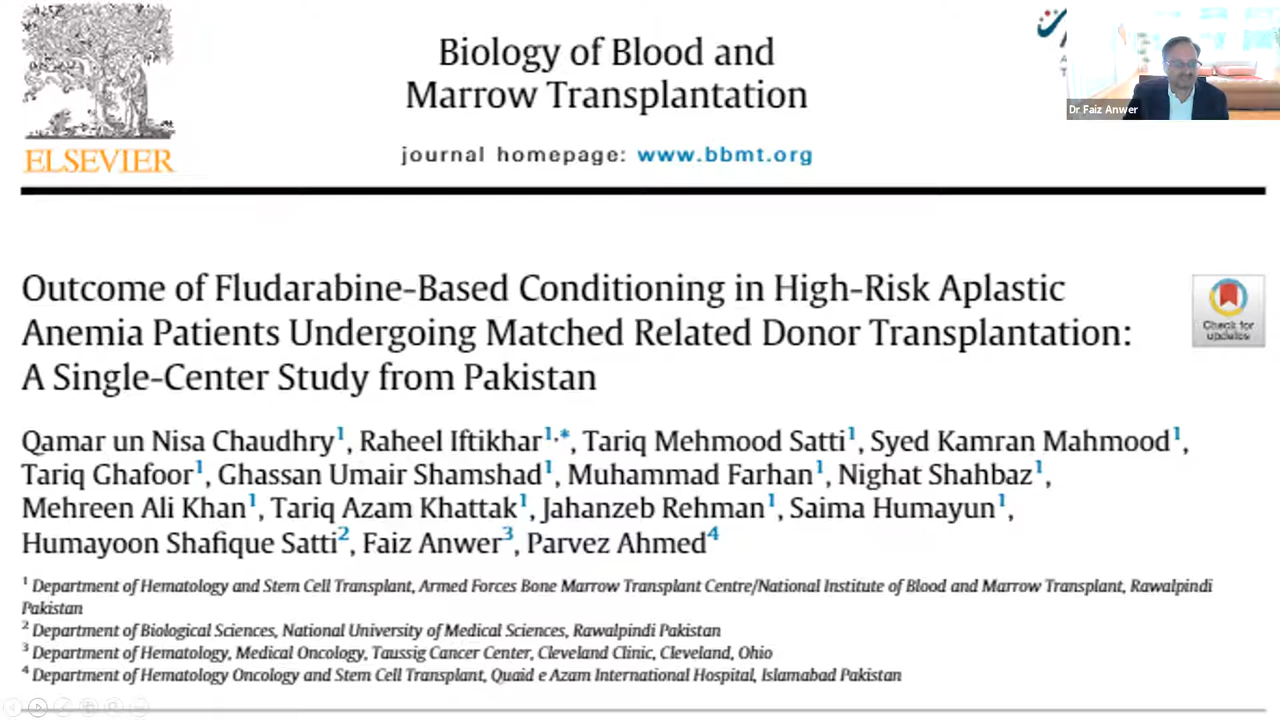 ELSEVIER
Biology of Blood and
Marrow Transplantation
journal homepage: www.bbmt.org
Dr Faiz Anwer
Outcome of Fludarabine-Based Conditioning in High-Risk Aplastic
Anemia Patients Undergoing Matched Related Donor Transplantation:
A Single-Center Study from Pakistan
Check for
updates
Qamar un Nisa Chaudhry1, Raheel Iftikhar1,*, Tariq Mehmood Satti1, Syed Kamran Mahmood1,
Tariq Ghafoor1, Ghassan Umair Shamshad1, Muhammad Farhan1, Nighat Shahbaz1,
Mehreen Ali Khan1, Tariq Azam Khattak1, Jahanzeb Rehman1, Saima Humayun1,
Humayoon Shafique Satti2, Faiz Anwer3, Parvez Ahmed4
1 Department of Hematology and Stem Cell Transplant, Armed Forces Bone Marrow Transplant Centre/National Institute of Blood and Marrow Transplant, Rawalpindi
Pakistan
2 Department of Biological Sciences, National University of Medical Sciences, Rawalpindi Pakistan
3 Department of Hematology, Medical Oncology, Taussig Cancer Center, Cleveland Clinic, Cleveland, Ohio
4 Department of Hematology Oncology and Stem Cell Transplant, Quaid e Azam International Hospital, Islamabad Pakistan